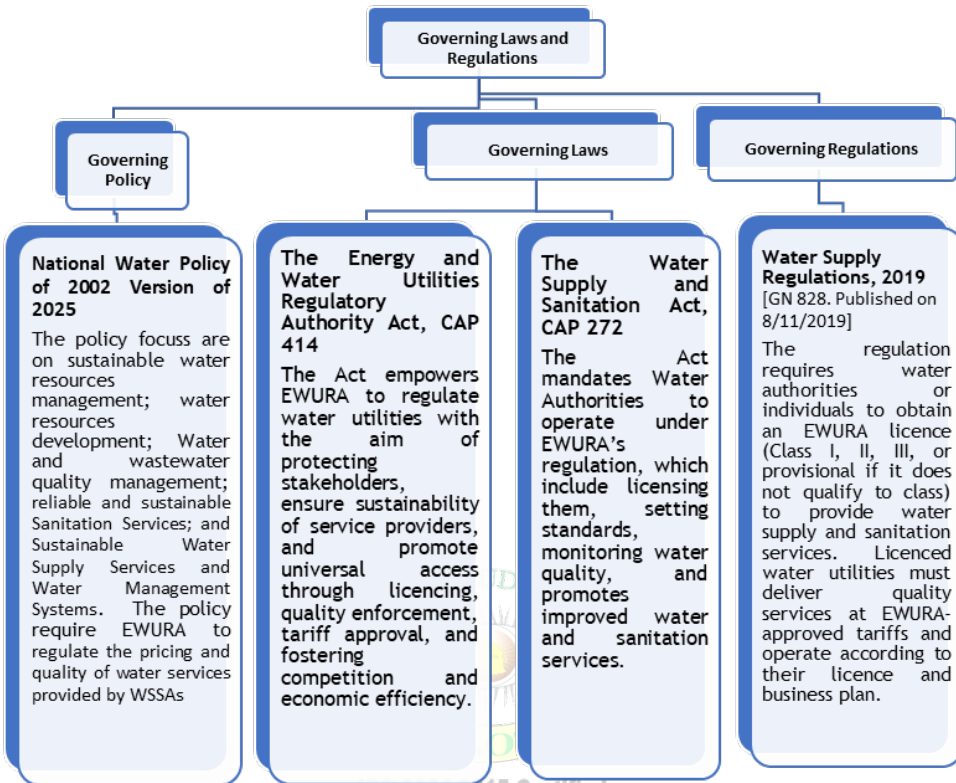 Governing Laws and
Regulations
Governing
Policy
Governing Laws
Governing Regulations
National Water Policy
of 2002 Version of
2025
The policy focuss are
on sustainable water
resources
management; water
resources
development; Water
and wastewater
quality management;
reliable and sustainable
Sanitation Services; and
Sustainable Water
Supply Services and
Water Management
Systems. The policy
require EWURA to
regulate the pricing and
quality of water services
provided by WSSAs
The Energy and
Water Utilities
Regulatory
Authority Act, CAP
414
The Act empowers
EWURA to regulate
water utilities with
the aim of
protecting
stakeholders,
ensure sustainability
of service providers,
and promote
universal access
through licencing,
quality enforcement,
tariff approval, and
fostering
competition and
economic efficiency.
The Water
Supply and
Sanitation Act,
CAP 272
The Act
mandates Water
Authorities to
operate under
EWURA’s
regulation, which
include licensing
them, setting
standards,
monitoring water
quality, and
promotes
improved water
and sanitation
services.
Water Supply
Regulations, 2019
[GN 828. Published on
8/11/2019]
The regulation
requires water
authorities or
individuals to obtain
an EWURA licence
(Class I, II, III, or
provisional if it does
not qualify to class)
to provide water
supply and sanitation
services. Licenced
water utilities must
deliver quality
services at EWURA-
approved tariffs and
operate according to
their licence and
business plan.